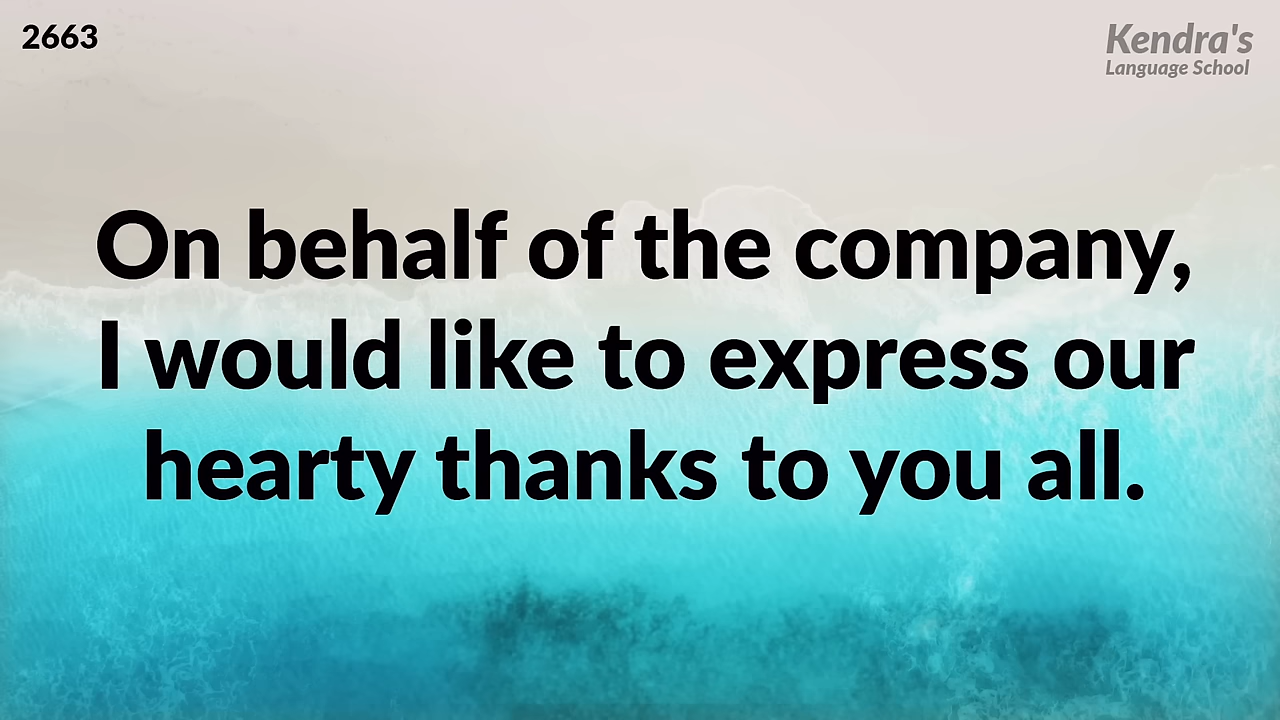 2663
Kendra's
Language School
On behalf of the company,
I would like to express our
hearty thanks to you all.